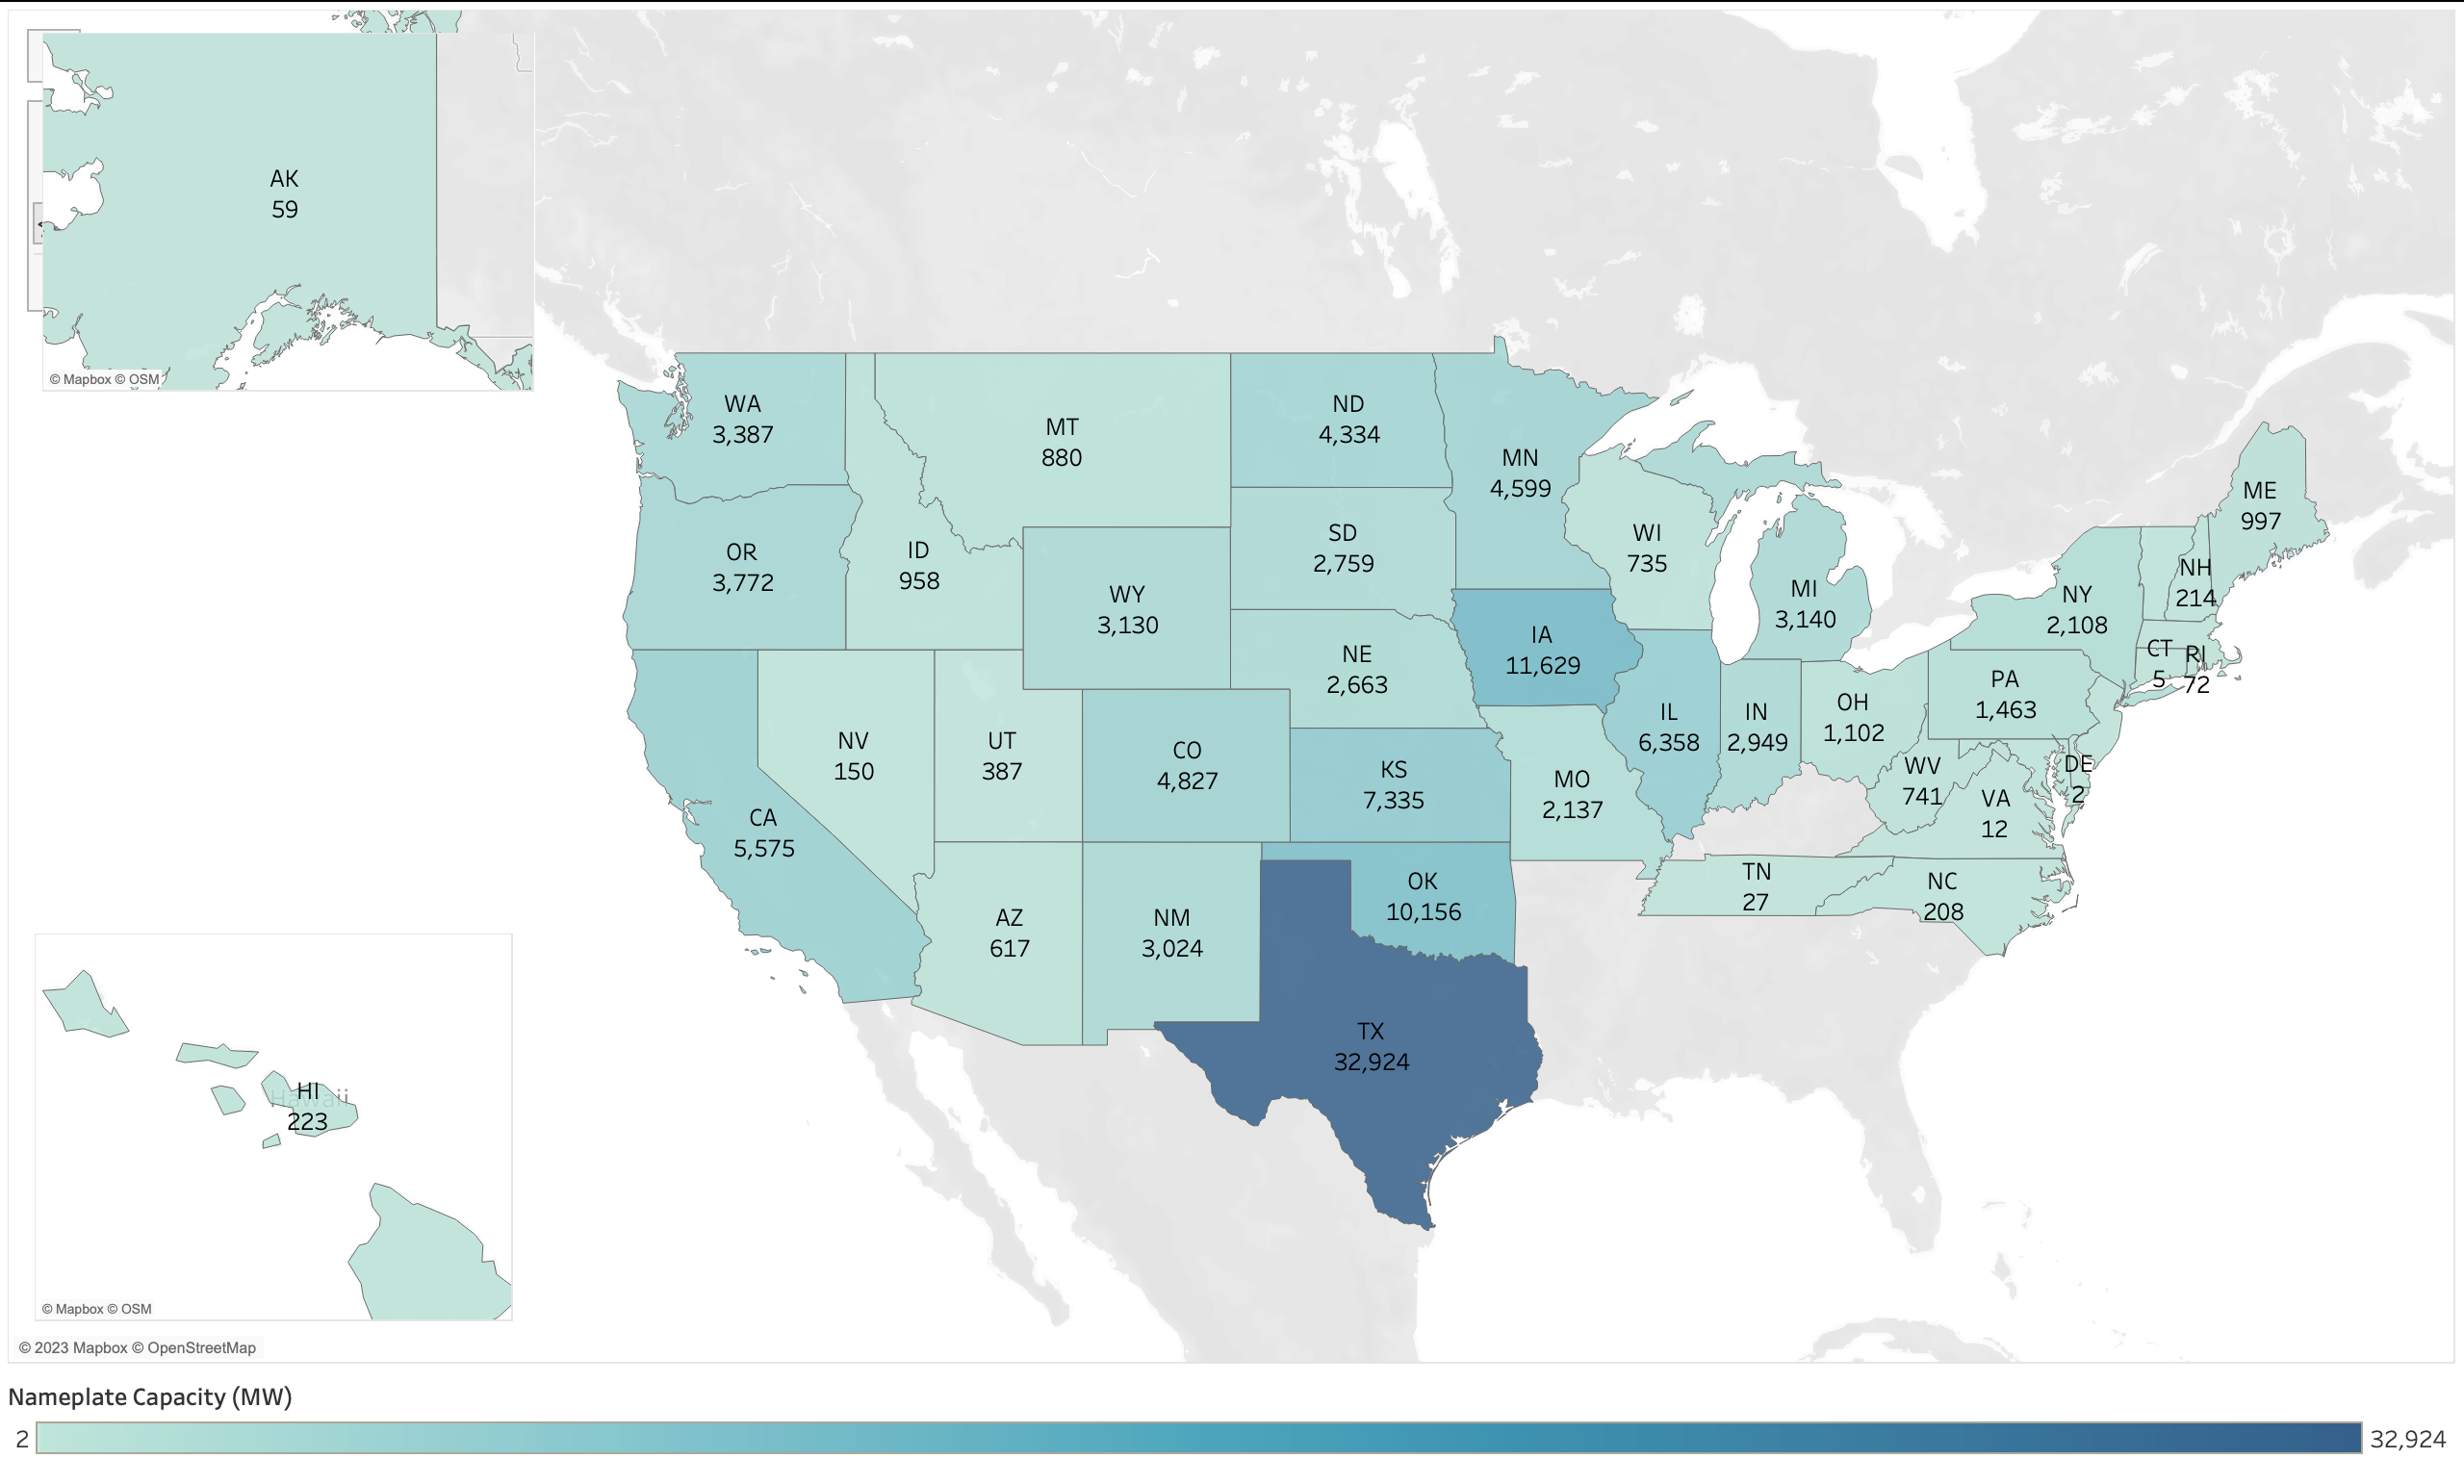 AK
59
© Mapbox © OSM
WA
3,387
MT
880
ND
4,334
MN
4,599
OR
3,772
ID
958
WY
3,130
SD
2,759
WI
735
MI
3,140
ME
997
NH
214
NY
2,108
CT
5
RI
72
IA
11,629
NE
2,663
PA
1,463
NV
150
UT
387
CO
4,827
KS
7,335
MO
2,137
IL
6,358
IN
2,949
OH
1,102
WV
741
VA
12
DE
2
CA
5,575
AZ
617
NM
3,024
OK
10,156
TN
27
NC
208
TX
32,924
Hawaii
HI
223
© Mapbox © OSM
© 2023 Mapbox © OpenStreetMap
Nameplate Capacity (MW)
2
32,924